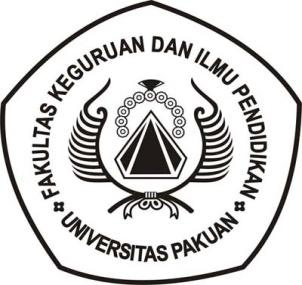 FAKULTAS KEGURUAN DAN ILMU PENDIDIKAN
UNIVERSITAS PAKUAN